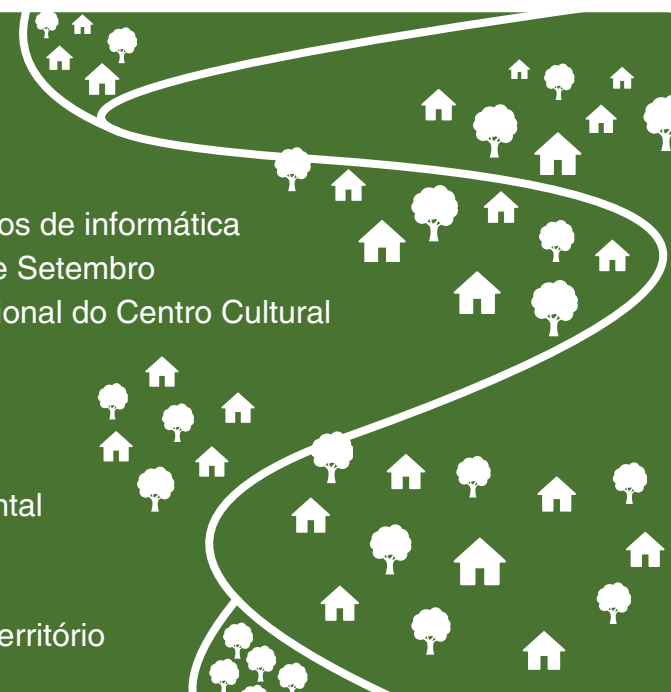 os de informática
e Setembro
ional do Centro Cultural
ntal
erritório